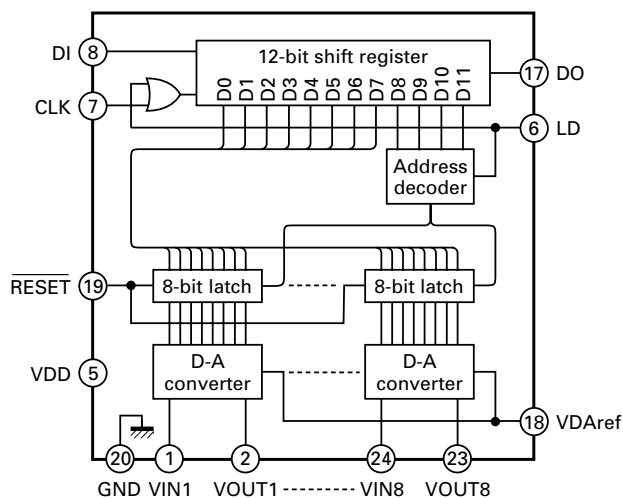 DI 8
12-bit shift register
17 DO
D0 D1 D2 D3 D4 D5 D6 D7 D8 D9 D10 D11
CLK 7
6 LD
Address
decoder
RESET 19
8-bit latch
8-bit latch
VDD 5
D-A
converter
D-A
converter
18 VDAref
20 1 2 24 23
GND VIN1 VOUT1 VIN8 VOUT8